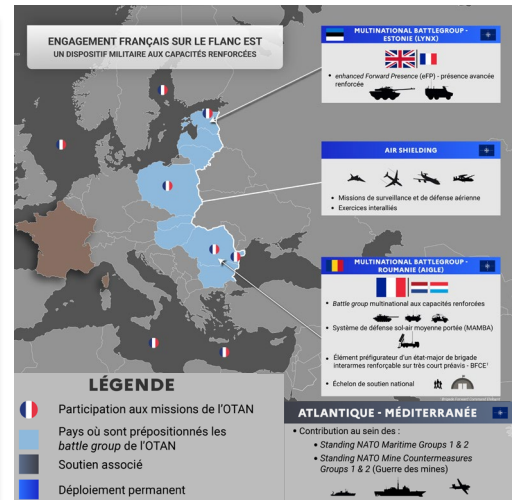 ENGAGEMENT FRANÇAIS SUR LE FLANC EST
UN DISPOSITIF MILITAIRE AUX CAPACITÉS RENFORCÉES
MULTINATIONAL BATTLEGROUP -
ESTONIE (LYNX)
• enhanced Forward Presence (eFP) - présence avancée
renforcée
AIR SHIELDING
• Missions de surveillance et de défense aérienne
• Exercices interalliés
MULTINATIONAL BATTLEGROUP -
ROUMANIE (AIGLE)
• Battle group multinational aux capacités renforcées
• Système de défense sol-air moyenne portée (MAMBA)
• Élément préfigurateur d'un état-major de brigade
interarmes renforçable sur très court préavis - BFCE¹
• Échelon de soutien national
LÉGENDE
Participation aux missions de l'OTAN
Pays où sont prépositionnés les
battle group de l'OTAN
Soutien associé
Déploiement permanent
ATLANTIQUE - MÉDITERRANÉE
• Contribution au sein des :
• Standing NATO Maritime Groups 1 & 2
• Standing NATO Mine Countermeasures
Groups 1 & 2 (Guerre des mines)